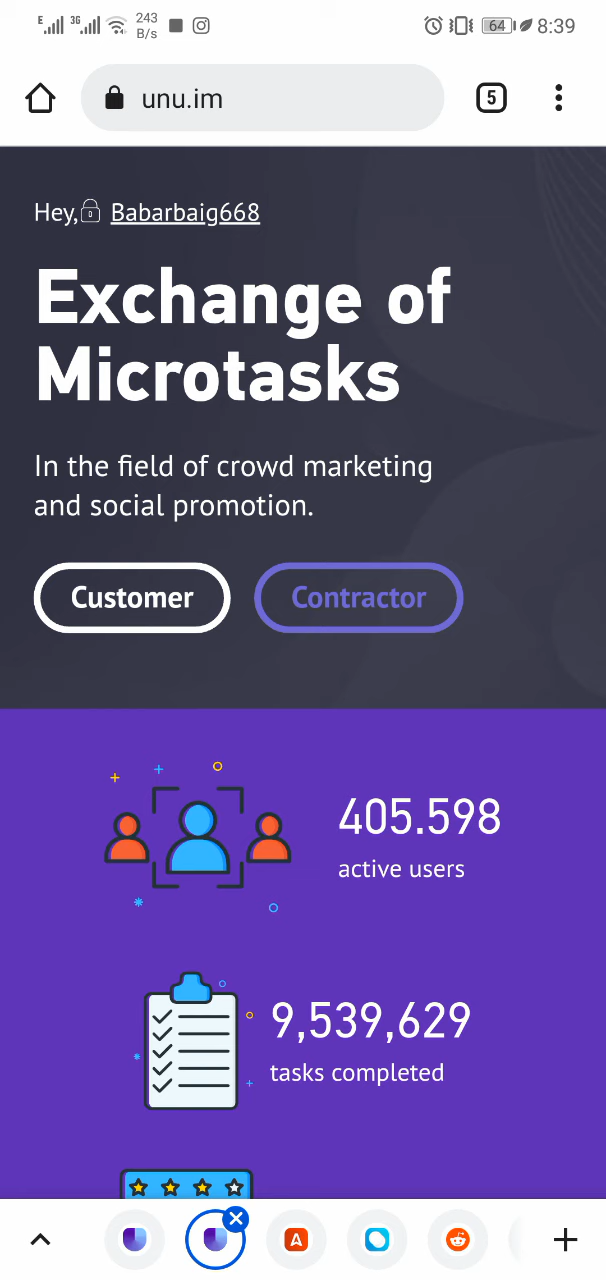 E 3G 243 B/s 64 8:39
unu.im 5
Hey, Babarbaig668
Exchange of
Microtasks
In the field of crowd marketing
and social promotion.
Customer Contractor
405.598
active users
9,539,629
tasks completed
A